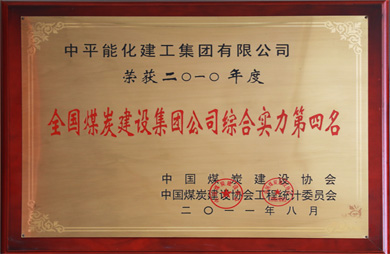 中平能化建工集团有限公司
荣获二〇一〇年度
全国煤炭建设集团公司综合实力第四名
中国煤炭建设协会
中国煤炭建设协会工程统计委员会
二〇一一年八月